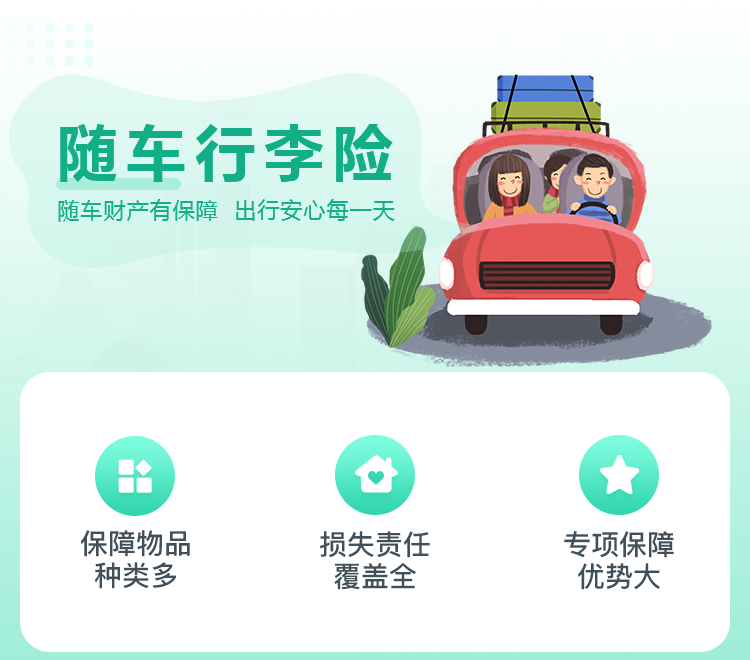 随车行李险
随车财产有保障 出行安心每一天
保障物品
种类多
损失责任
覆盖全
专项保障
优势大